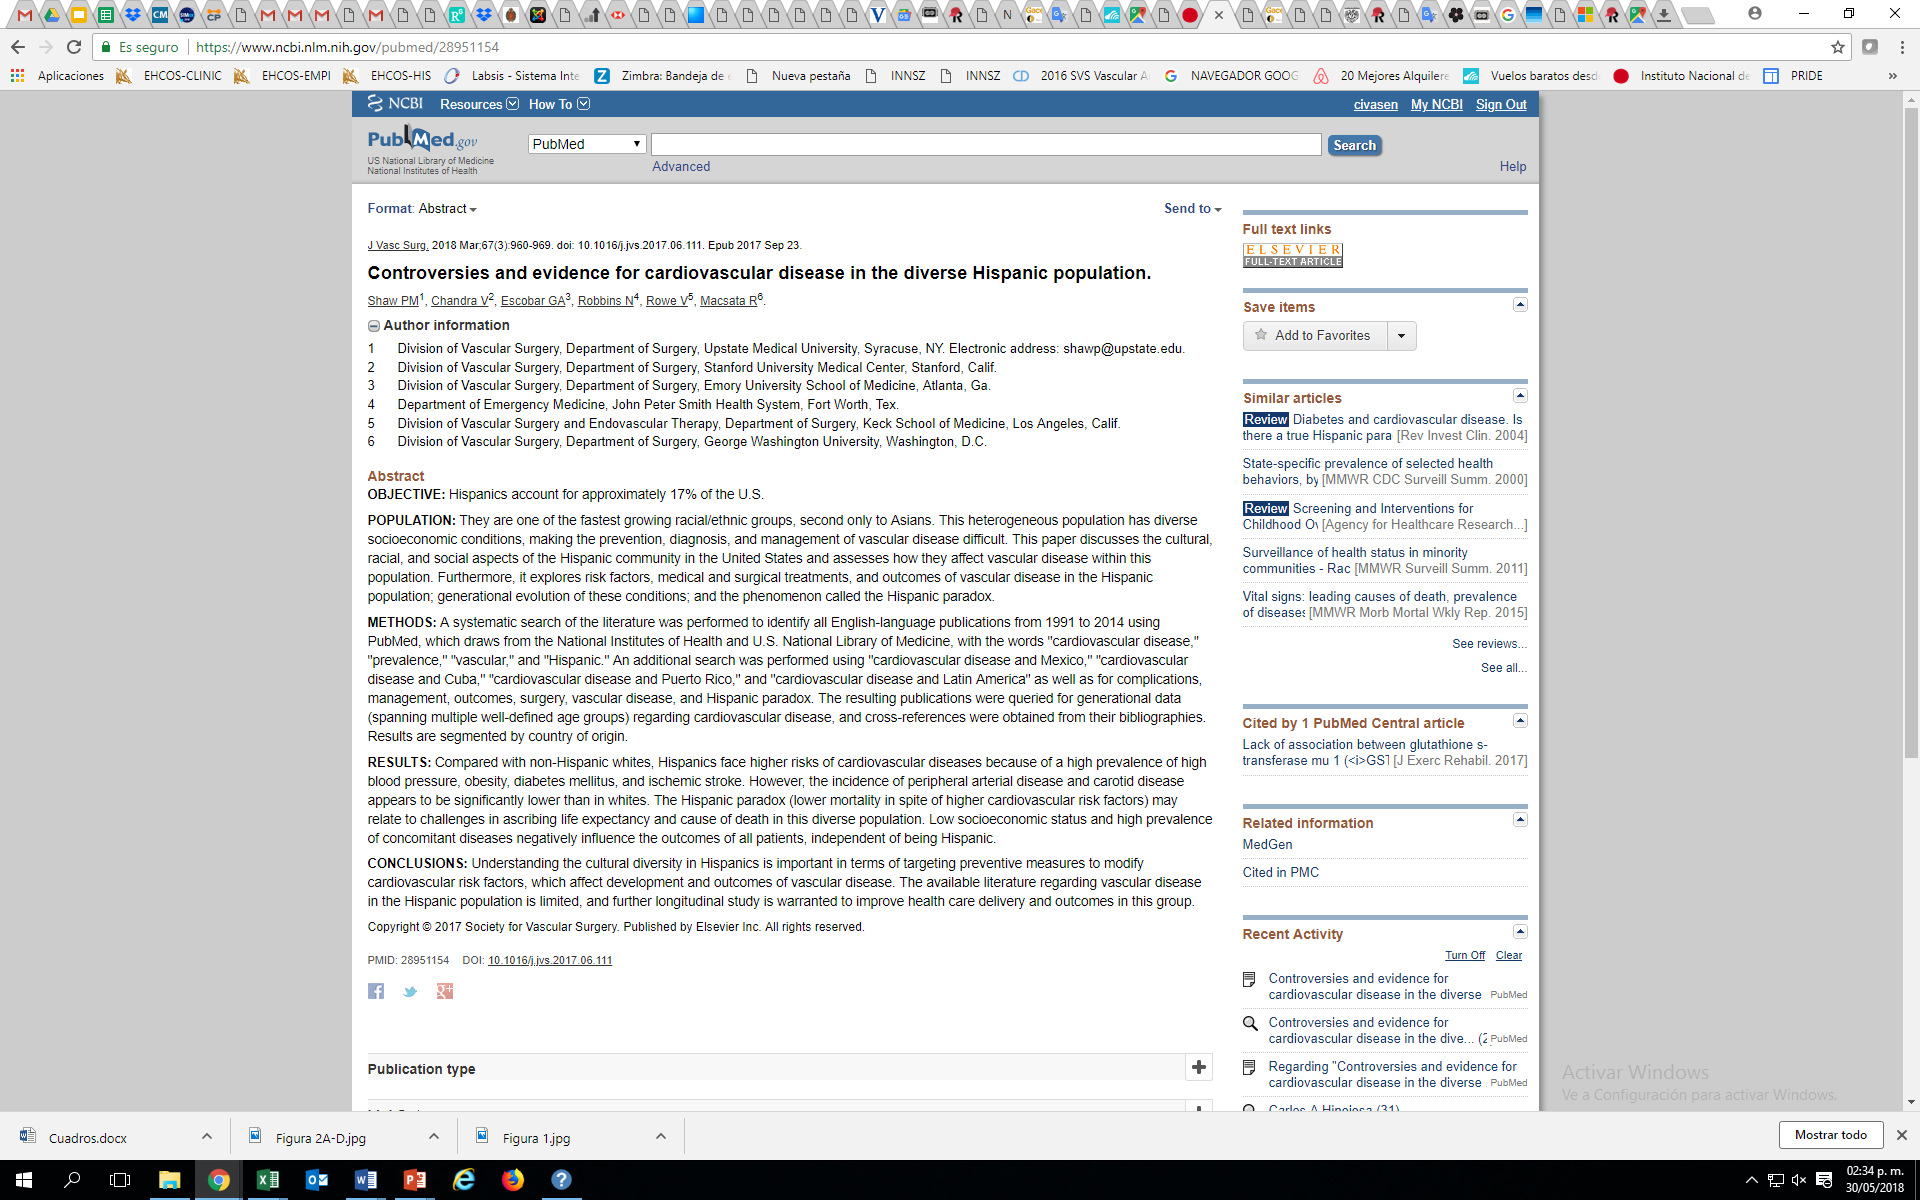 Es seguro | https://www.ncbi.nlm.nih.gov/pubmed/28951154
Aplicaciones EHCOS-CLINIC EHCOS-EMPI EHCOS-HIS Labsis - Sistema Inte Zimbra: Bandeja de Nueva pestaña INNSZ INNSZ 2016 SVS Vascular NAVEGADOR GOOG 20 Mejores Alquilere Vuelos baratos desd Instituto Nacional de PRIDE »
NCBI Resources How To civasen My NCBI Sign Out
PubMed.gov
US National Library of Medicine
National Institutes of Health
PubMed Search
Advanced Help
Format: Abstract Send to
J Vasc Surg. 2018 Mar;67(3):960-969. doi: 10.1016/j.jvs.2017.06.111. Epub 2017 Sep 23.
Controversies and evidence for cardiovascular disease in the diverse Hispanic population.
Shaw PM1, Chandra V2, Escobar GA3, Robbins N4, Rowe V5, Macsata R6.
Author information
1 Division of Vascular Surgery, Department of Surgery, Upstate Medical University, Syracuse, NY. Electronic address: shawp@upstate.edu.
2 Division of Vascular Surgery, Department of Surgery, Stanford University Medical Center, Stanford, Calif.
3 Division of Vascular Surgery, Department of Surgery, Emory University School of Medicine, Atlanta, Ga.
4 Department of Emergency Medicine, John Peter Smith Health System, Fort Worth, Tex.
5 Division of Vascular Surgery and Endovascular Therapy, Department of Surgery, Keck School of Medicine, Los Angeles, Calif.
6 Division of Vascular Surgery, Department of Surgery, George Washington University, Washington, D.C.
Abstract
OBJECTIVE: Hispanics account for approximately 17% of the U.S.
POPULATION: They are one of the fastest growing racial/ethnic groups, second only to Asians. This heterogeneous population has diverse
socioeconomic conditions, making the prevention, diagnosis, and management of vascular disease difficult. This paper discusses the cultural,
racial, and social aspects of the Hispanic community in the United States and assesses how they affect vascular disease within this
population. Furthermore, it explores risk factors, medical and surgical treatments, and outcomes of vascular disease in the Hispanic
population; generational evolution of these conditions; and the phenomenon called the Hispanic paradox.
METHODS: A systematic search of the literature was performed to identify all English-language publications from 1991 to 2014 using
PubMed, which draws from the National Institutes of Health and U.S. National Library of Medicine, with the words "cardiovascular disease,"
"prevalence," "vascular," and "Hispanic." An additional search was performed using "cardiovascular disease and Mexico," "cardiovascular
disease and Cuba," "cardiovascular disease and Puerto Rico," and "cardiovascular disease and Latin America" as well as for complications,
management, outcomes, surgery, vascular disease, and Hispanic paradox. The resulting publications were queried for generational data
(spanning multiple well-defined age groups) regarding cardiovascular disease, and cross-references were obtained from their bibliographies.
Results are segmented by country of origin.
RESULTS: Compared with non-Hispanic whites, Hispanics face higher risks of cardiovascular diseases because of a high prevalence of high
blood pressure, obesity, diabetes mellitus, and ischemic stroke. However, the incidence of peripheral arterial disease and carotid disease
appears to be significantly lower than in whites. The Hispanic paradox (lower mortality in spite of higher cardiovascular risk factors) may
relate to challenges in ascribing life expectancy and cause of death in this diverse population. Low socioeconomic status and high prevalence
of concomitant diseases negatively influence the outcomes of all patients, independent of being Hispanic.
CONCLUSIONS: Understanding the cultural diversity in Hispanics is important in terms of targeting preventive measures to modify
cardiovascular risk factors, which affect development and outcomes of vascular disease. The available literature regarding vascular disease
in the Hispanic population is limited, and further longitudinal study is warranted to improve health care delivery and outcomes in this group.
Copyright © 2017 Society for Vascular Surgery. Published by Elsevier Inc. All rights reserved.
PMID: 28951154 DOI: 10.1016/j.jvs.2017.06.111
Publication type
Full text links
ELSEVIER
FULL-TEXT ARTICLE
Save items
Add to Favorites
Similar articles
Review Diabetes and cardiovascular disease. Is
there a true Hispanic para [Rev Invest Clin. 2004]
State-specific prevalence of selected health
behaviors, by [MMWR CDC Surveill Summ. 2000]
Review Screening and Interventions for
Childhood Ov [Agency for Healthcare Research...]
Surveillance of health status in minority
communities - Rac [MMWR Surveill Summ. 2011]
Vital signs: leading causes of death, prevalence
of diseases [MMWR Morb Mortal Wkly Rep. 2015]
See reviews...
See all...
Cited by 1 PubMed Central article
Lack of association between glutathione s-
transferase mu 1 (<i>GST [J Exerc Rehabil. 2017]
Related information
MedGen
Cited in PMC
Recent Activity
Turn Off Clear
Controversies and evidence for
cardiovascular disease in the diverse PubMed
Controversies and evidence for
cardiovascular disease in the dive... (2 PubMed
Regarding "Controversies and evidence for
cardiovascular disease in the diverse PubMed
Carlos A Hinojosa (31)
Activar Windows
Ve a Configuración para activar Windows.
Cuadros.docx Figura 2A-D.jpg Figura 1.jpg Mostrar todo
02:34 p. m.
30/05/2018